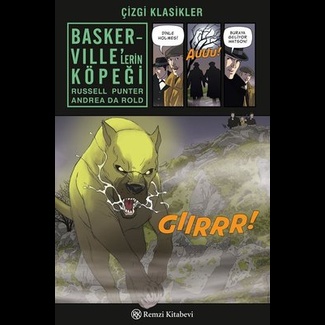 ÇİZGİ KLASİKLER
BASKER-
VILLE'LERİN
KÖPEĞİ
RUSSELL PUNTER
ANDREA DA ROLD
DİNLE
HOLMES!
AUUU!
BURAYA
GELİYOR
WATSON!
GIIRRR!
Remzi Kitabevi